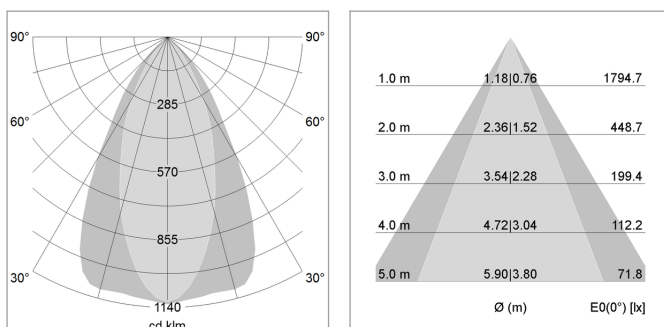 90° 90°
285
60° 60°
570
855
30° 30°
1140
cd klm
1.0 m 1.18|0.76 1794.7
2.0 m 2.36|1.52 448.7
3.0 m 3.54|2.28 199.4
4.0 m 4.72|3.04 112.2
5.0 m 5.90|3.80 71.8
Ø (m) E0(0°) [lx]